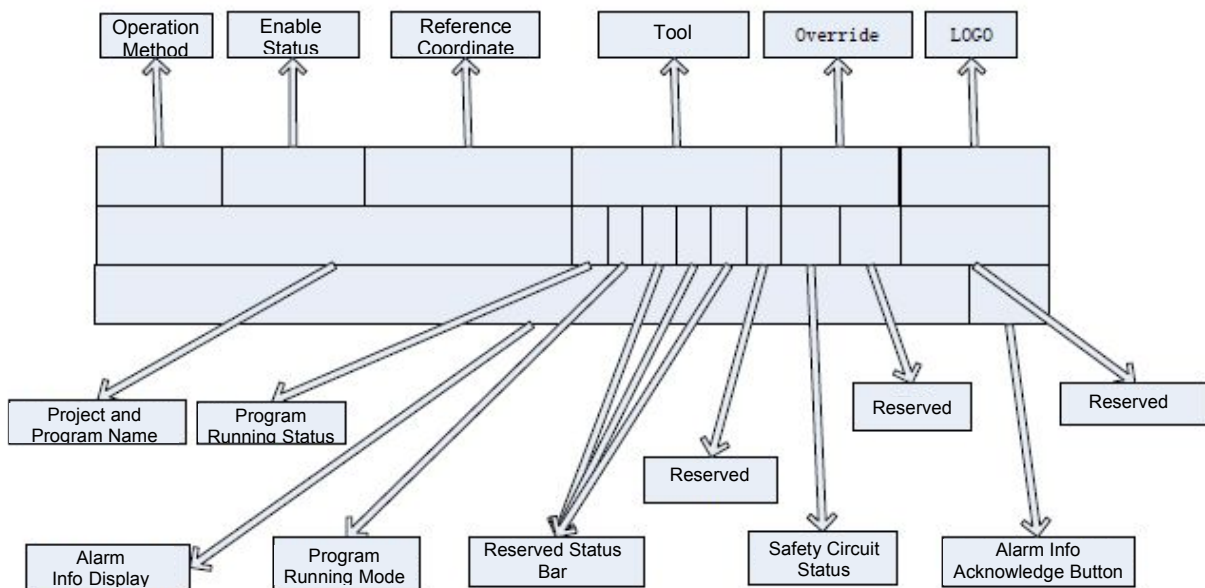 Operation
Method
Enable
Status
Reference
Coordinate
Tool
Override
LOGO
Project and
Program Name
Program
Running Status
Reserved
Reserved
Reserved
Alarm
Info Display
Program
Running Mode
Reserved Status
Bar
Safety Circuit
Status
Alarm Info
Acknowledge Button